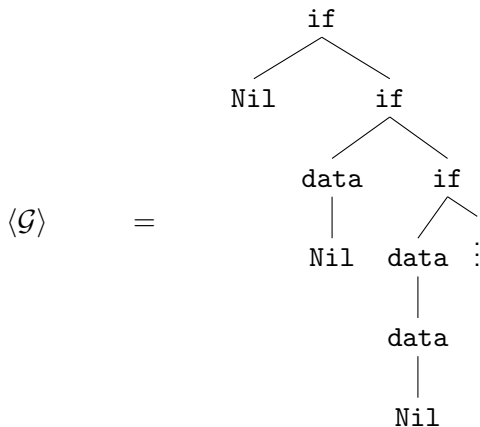 if
Nil if
data if
⟨𝒢⟩ = Nil data ⋮
data
Nil